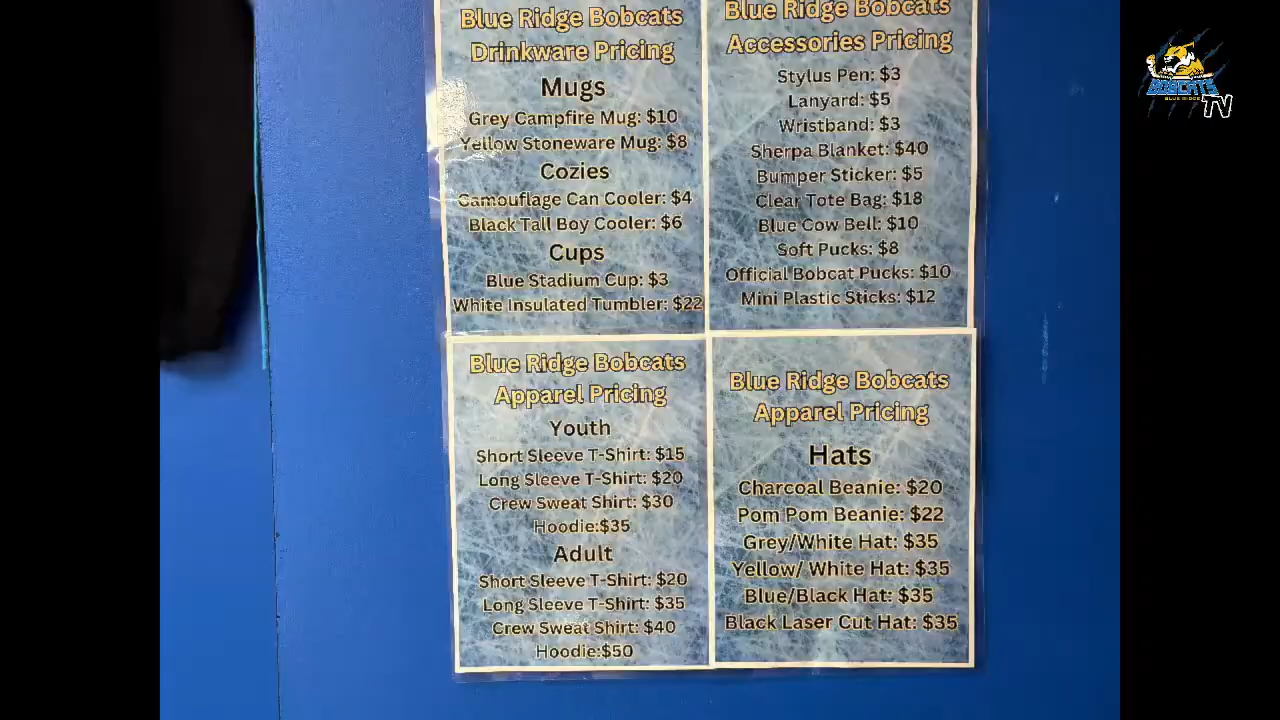 Blue Ridge Bobcats
Drinkware Pricing
Mugs
Grey Campfire Mug: $10
Yellow Stoneware Mug: $8
Cozies
Camouflage Can Cooler: $4
Black Tall Boy Cooler: $6
Cups
Blue Stadium Cup: $3
White Insulated Tumbler: $22
Blue Ridge Bobcats
Accessories Pricing
Stylus Pen: $3
Lanyard: $5
Wristband: $3
Sherpa Blanket: $40
Bumper Sticker: $5
Clear Tote Bag: $18
Blue Cow Bell: $10
Soft Pucks: $8
Official Bobcat Pucks: $10
Mini Plastic Sticks: $12
Blue Ridge Bobcats
Apparel Pricing
Youth
Short Sleeve T-Shirt: $15
Long Sleeve T-Shirt: $20
Crew Sweat Shirt: $30
Hoodie:$35
Adult
Short Sleeve T-Shirt: $20
Long Sleeve T-Shirt: $35
Crew Sweat Shirt: $40
Hoodie:$50
Blue Ridge Bobcats
Apparel Pricing
Hats
Charcoal Beanie: $20
Pom Pom Beanie: $22
Grey/White Hat: $35
Yellow/ White Hat: $35
Blue/Black Hat: $35
Black Laser Cut Hat: $35
BOBCATS
BLUE RIDGE
TV